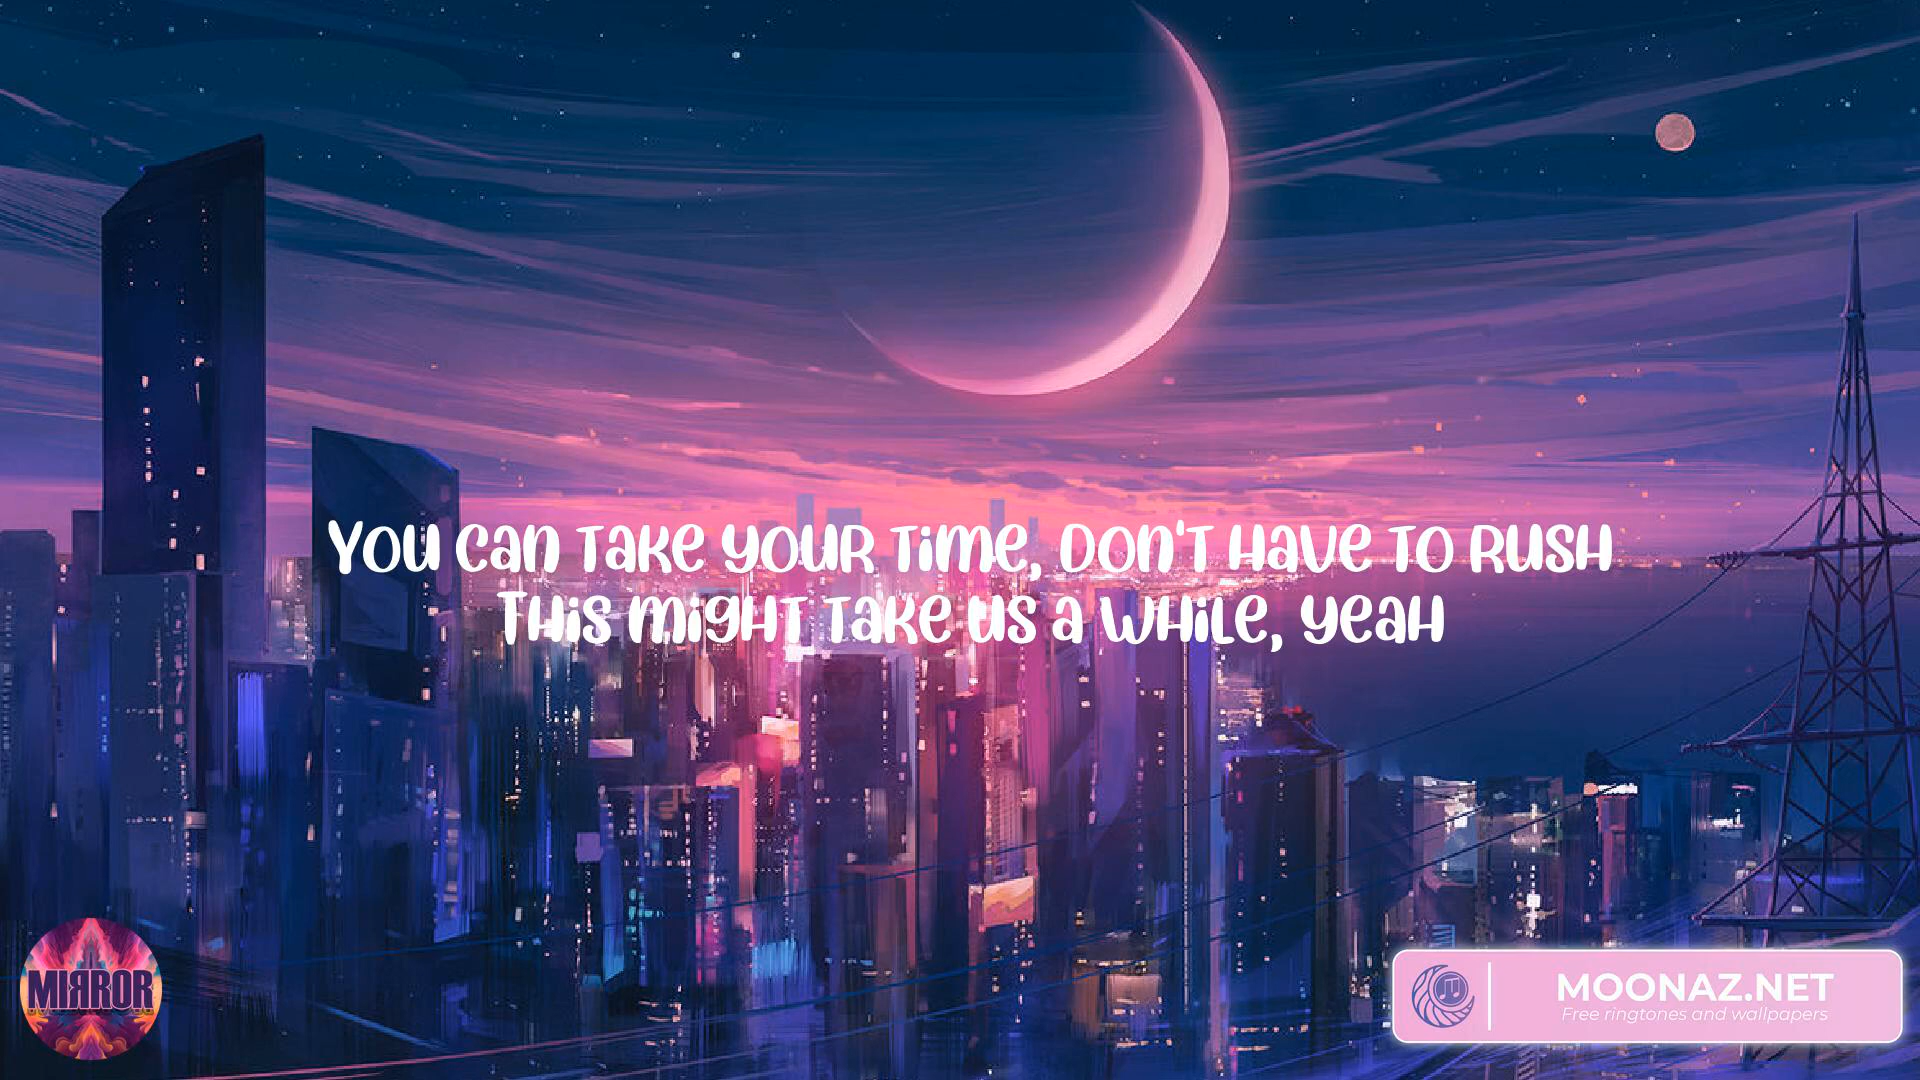 You can take your time, don't have to rush
This might take us a while, yeah
MIRROR
MOONAZ.NET
Free ringtones and wallpapers